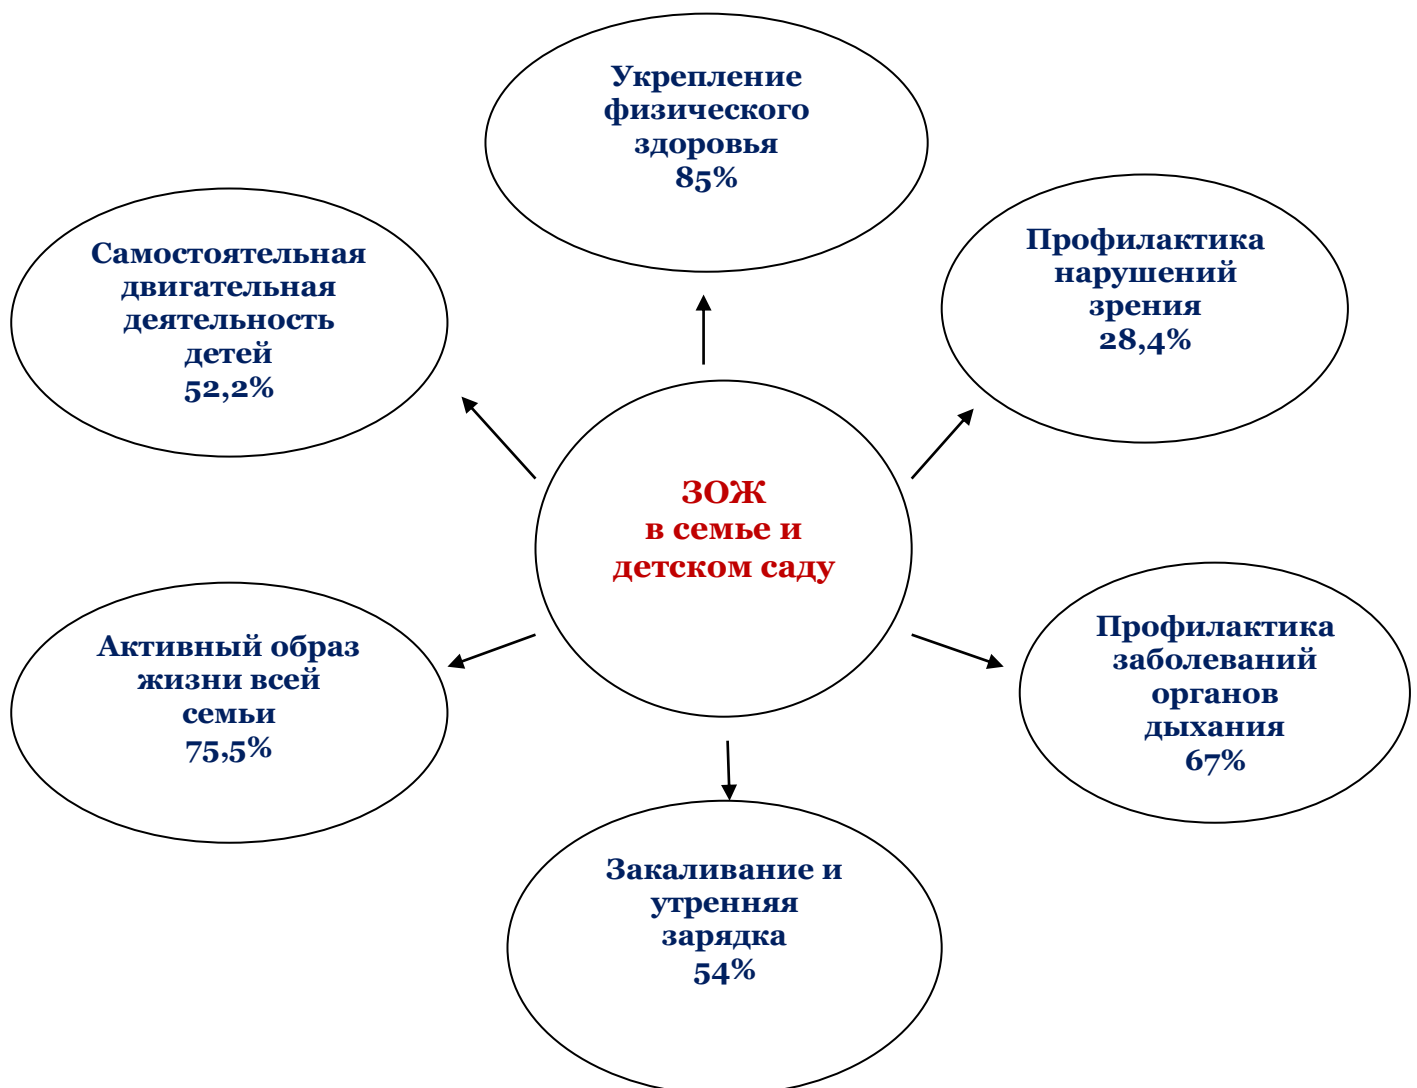 Укрепление
физического
здоровья
85%
Самостоятельная
двигательная
деятельность
детей
52,2%
Профилактика
нарушений
зрения
28,4%
ЗОЖ
в семье и
детском саду
Активный образ
жизни всей
семьи
75,5%
Профилактика
заболеваний
органов
дыхания
67%
Закаливание и
утренняя
зарядка
54%